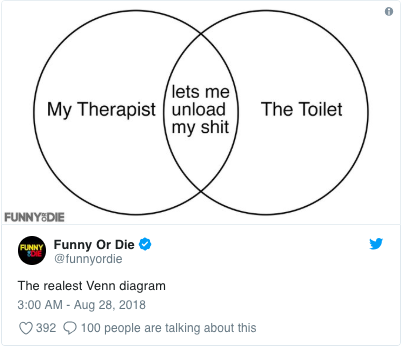 lets me
My Therapist unload The Toilet
my shit
FUNNY OR DIE
FUNNY OR DIE
Funny Or Die
@funnyordie
The realest Venn diagram
3:00 AM - Aug 28, 2018
392 100 people are talking about this